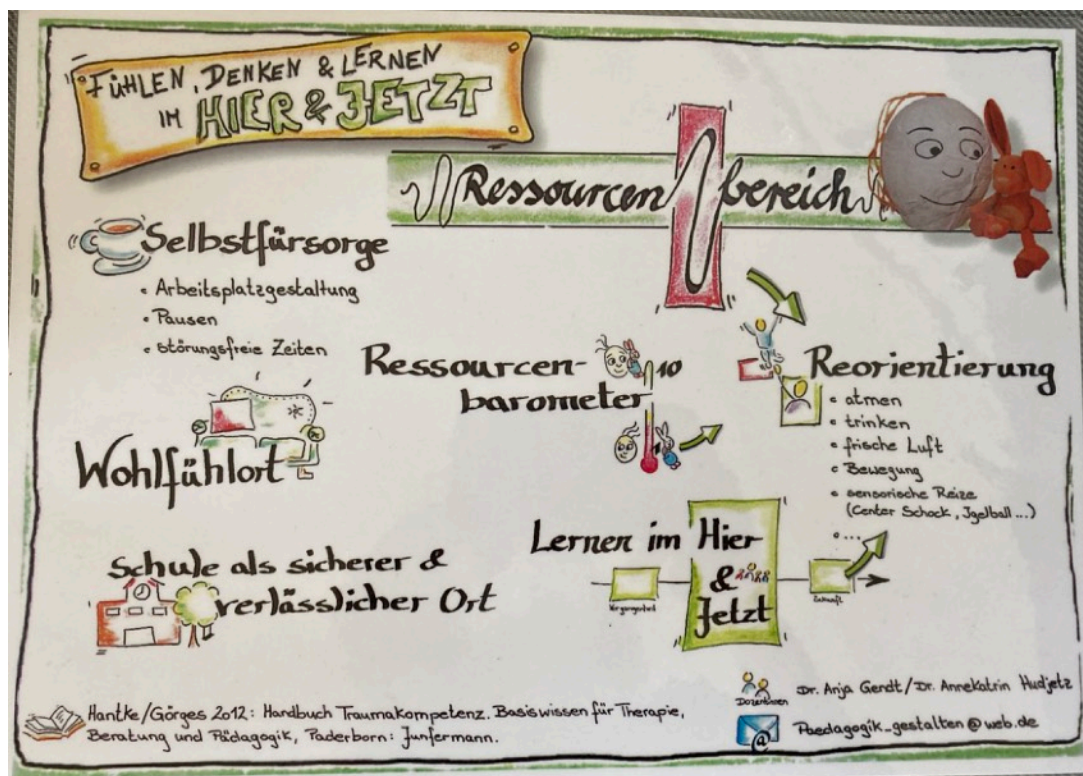 FÜHLEN, DENKEN & LERNEN
IM HIER & JETZT
Ressourcenbereich
Selbstfürsorge
• Arbeitsplatzgestaltung
• Pausen
• störungsfreie Zeiten
Ressourcen-
barometer
10
1
Reorientierung
• atmen
• trinken
• frische Luft
• Bewegung
• sensorische Reize
(Center Schock, Igelball...)
Wohlfühlort
Lernen im Hier
& Jetzt
Vergangenheit
Zukunft
...
Schule als sicherer &
verlässlicher Ort
Hantke/Görges 2012: Handbuch Traumakompetenz. Basiswissen für Therapie,
Beratung und Pädagogik, Paderborn: Junfermann.
Dozentinnen
Dr. Anja Gendt/Dr. Annekatrin Hudjetz
@
Paedagogik_gestalten@web.de